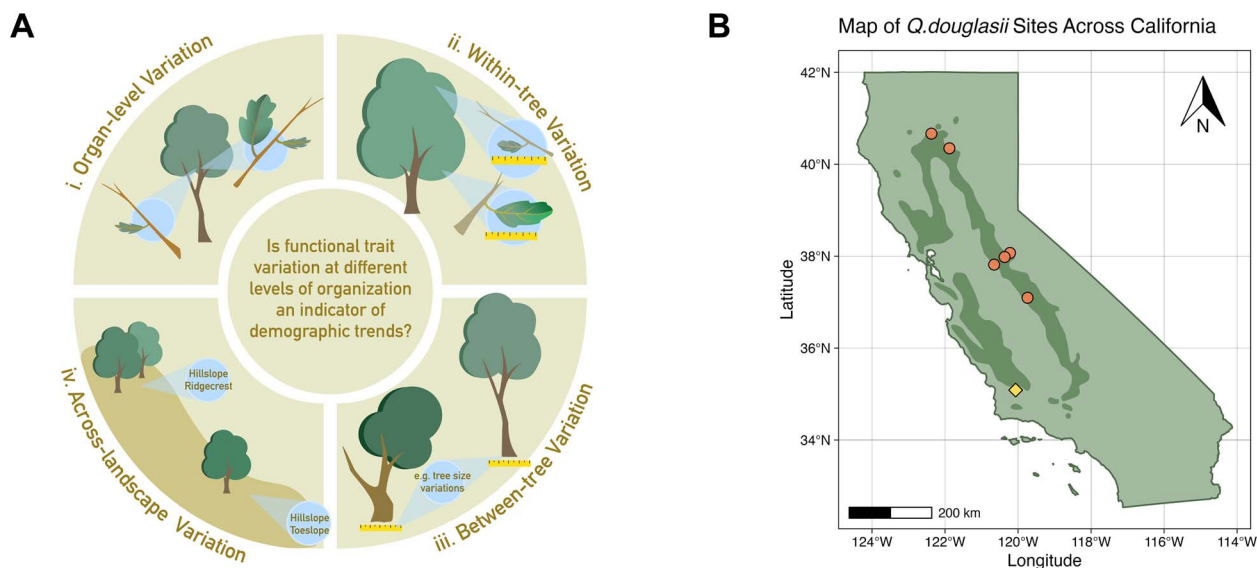 A
i. Organ-level Variation
ii. Within-tree Variation
Is functional trait
variation at different
levels of organization
an indicator of
demographic trends?
Hillslope
Ridgecrest
Hillslope
Toeslope
iv. Across-landscape Variation
e.g. tree size
variations
iii. Between-tree Variation
B
Map of Q.douglasii Sites Across California
42°N
40°N
38°N
36°N
34°N
Latitude
N
200 km
124°W 122°W 120°W 118°W 116°W 114°W
Longitude